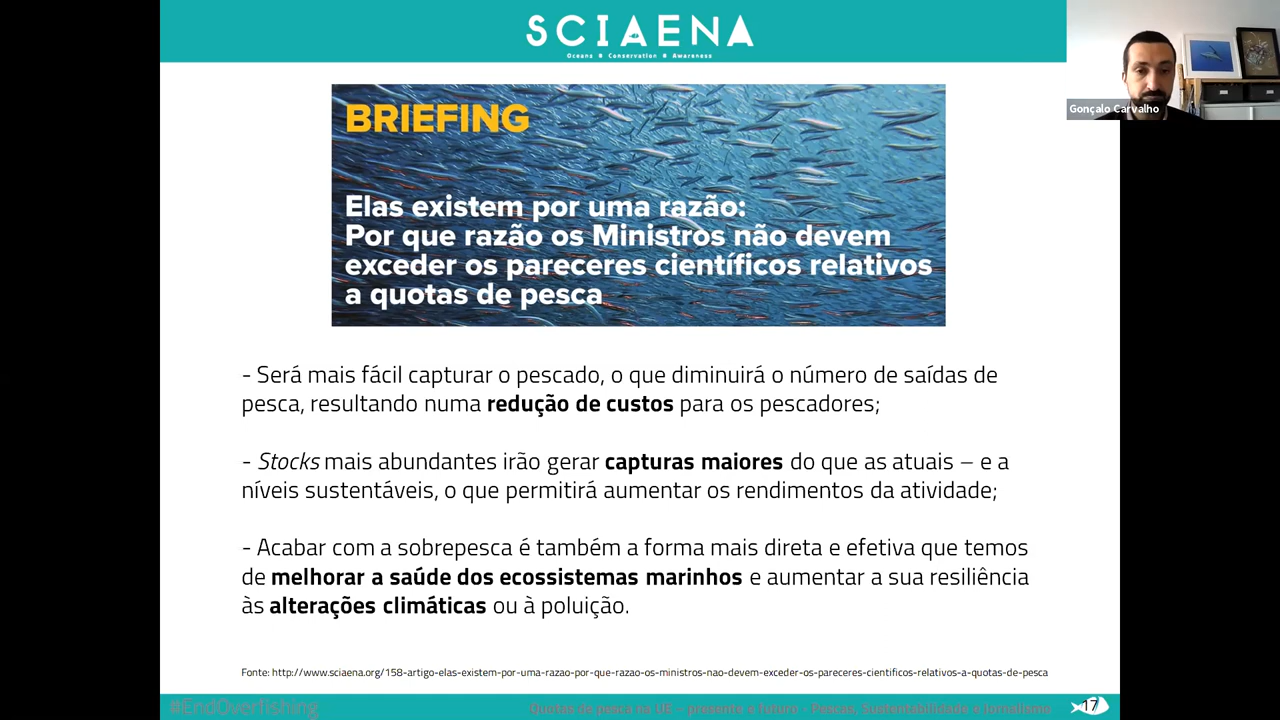 SCIAENA
Oceans # Conservation # Awareness
Gonçalo Carvalho
BRIEFING
Elas existem por uma razão:
Por que razão os Ministros não devem
exceder os pareceres científicos relativos
a quotas de pesca
- Será mais fácil capturar o pescado, o que diminuirá o número de saídas de
pesca, resultando numa redução de custos para os pescadores;
- Stocks mais abundantes irão gerar capturas maiores do que as atuais – e a
níveis sustentáveis, o que permitirá aumentar os rendimentos da atividade;
- Acabar com a sobrepesca é também a forma mais direta e efetiva que temos
de melhorar a saúde dos ecossistemas marinhos e aumentar a sua resiliência
às alterações climáticas ou à poluição.
Fonte: http://www.sciaena.org/158-artigo-elas-existem-por-uma-razao-por-que-razao-os-ministros-nao-devem-exceder-os-pareceres-cientificos-relativos-a-quotas-de-pesca
#EndOverfishing
Quotas de pesca na UE – presente e futuro - Pescas, Sustentabilidade e Jornalismo
17